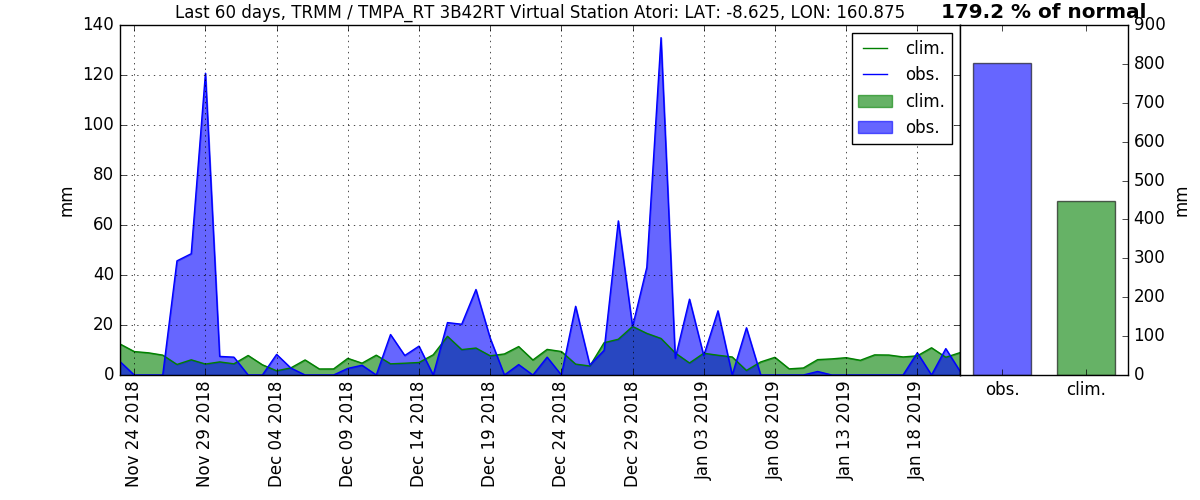 Last 60 days, TRMM / TMPA_RT 3B42RT Virtual Station Atori: LAT: -8.625, LON: 160.875
179.2 % of normal
mm
140
120
100
80
60
40
20
0
clim.
obs.
clim.
obs.
Nov 24 2018
Nov 29 2018
Dec 04 2018
Dec 09 2018
Dec 14 2018
Dec 19 2018
Dec 24 2018
Dec 29 2018
Jan 03 2019
Jan 08 2019
Jan 13 2019
Jan 18 2019
900
800
700
600
500
400
300
200
100
0
mm
obs.
clim.